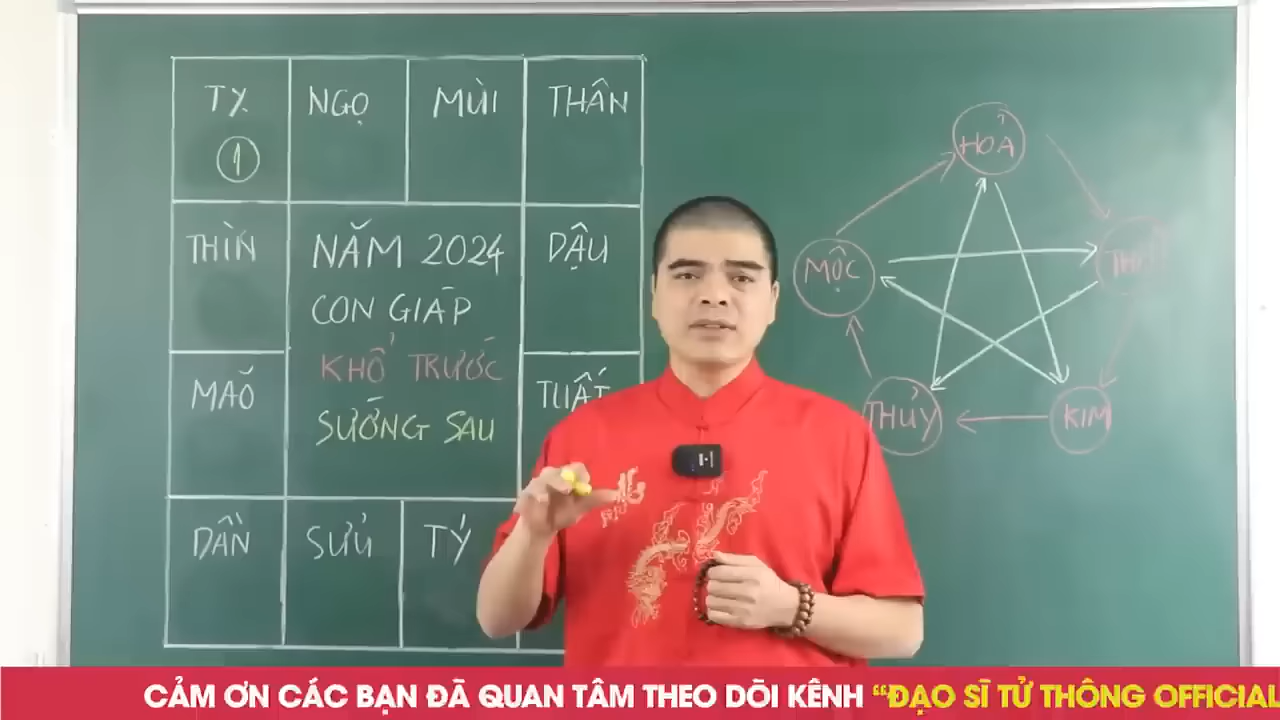 TỴ
NGỌ
MÙI
THÂN
①
THÌN
NĂM 2024
CON GIÁP
KHỔ TRƯỚC
SƯỚNG SAU
DẬU
MÃO
TUẤT
DẦN
SỬU
TÝ
HỎA
MỘC
THỦY
KIM
CẢM ƠN CÁC BẠN ĐÃ QUAN TÂM THEO DÕI KÊNH “ĐẠO SĨ TỬ THÔNG OFFICIAL